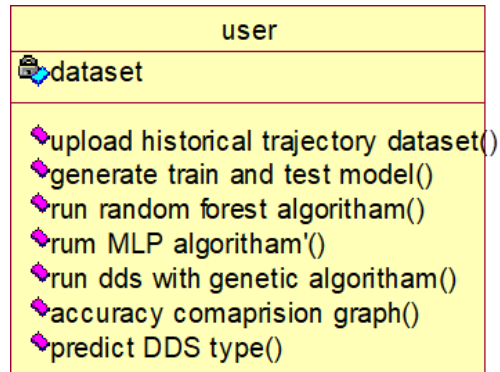 user
dataset
upload historical trajectory dataset()
generate train and test model()
run random forest algoritham()
rum MLP algoritham'()
run dds with genetic algoritham()
accuracy comaprision graph()
predict DDS type()